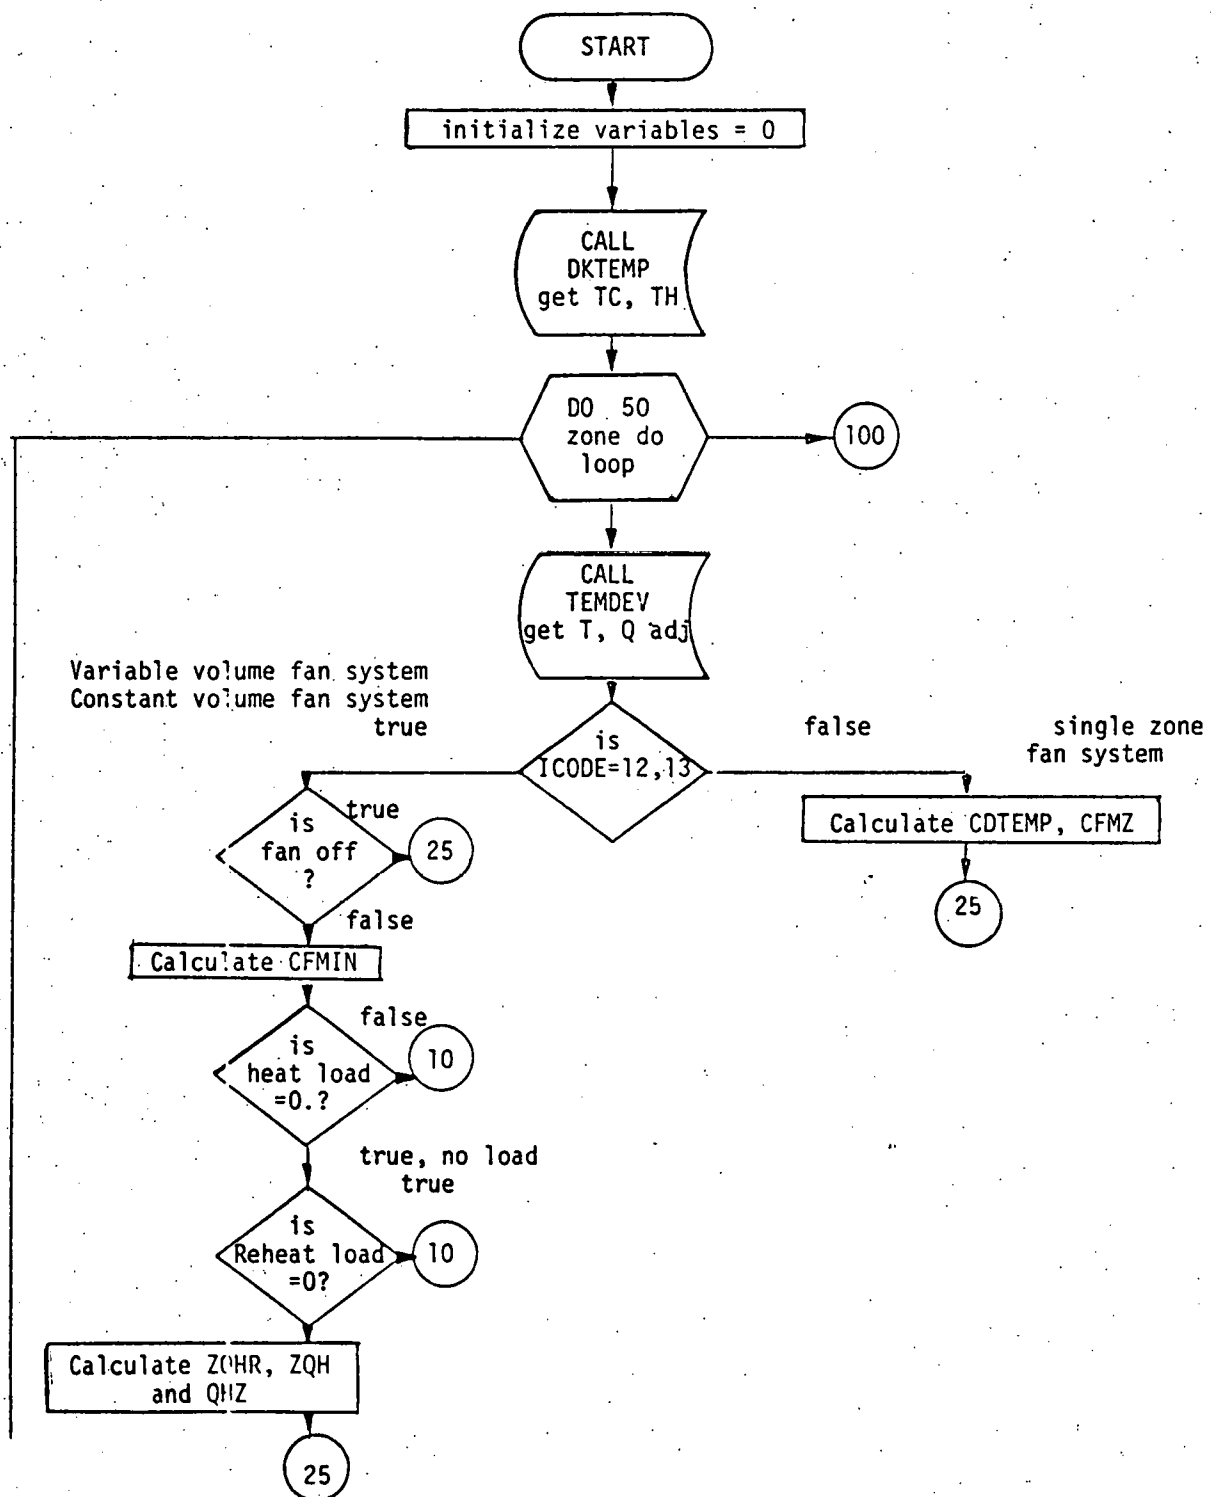 START
initialize variables = 0
CALL
DKTEMP
get TC, TH
DO 50
zone do
loop
100
CALL
TEMDEV
get T, Q adj
Variable volume fan system
Constant volume fan system
true
is
ICODE=12,13
false
single zone
fan system
true
is
fan off
?
25
Calculate CDTEMP, CFMZ
25
false
Calculate CFMIN
false
is
heat load
=0.?
10
true, no load
true
is
Reheat load
=0?
10
Calculate ZQHR, ZQH
and QHZ
25